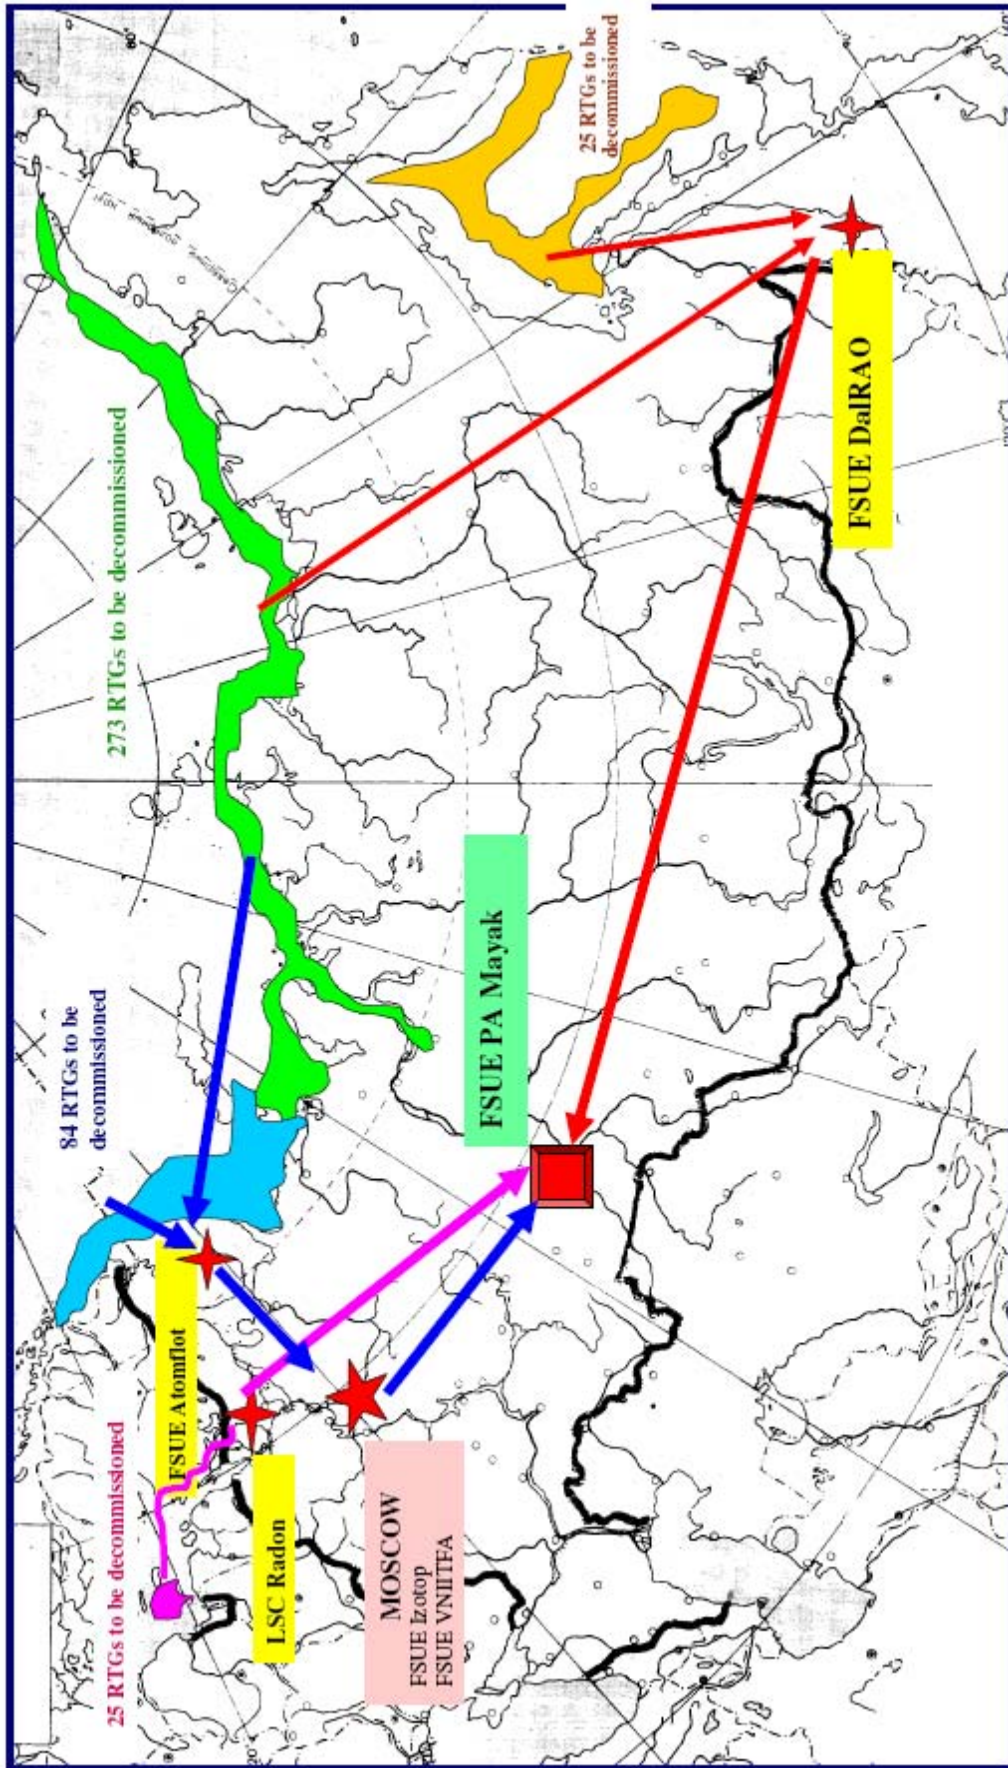 25 RTGs to be decommissioned
84 RTGs to be
decommissioned
273 RTGs to be decommissioned
25 RTGs to be
decommissioned
FSUE Atomflot
LSC Radon
MOSCOW
FSUE Izotop
FSUE VNIITFA
FSUE PA Mayak
FSUE DalRAO